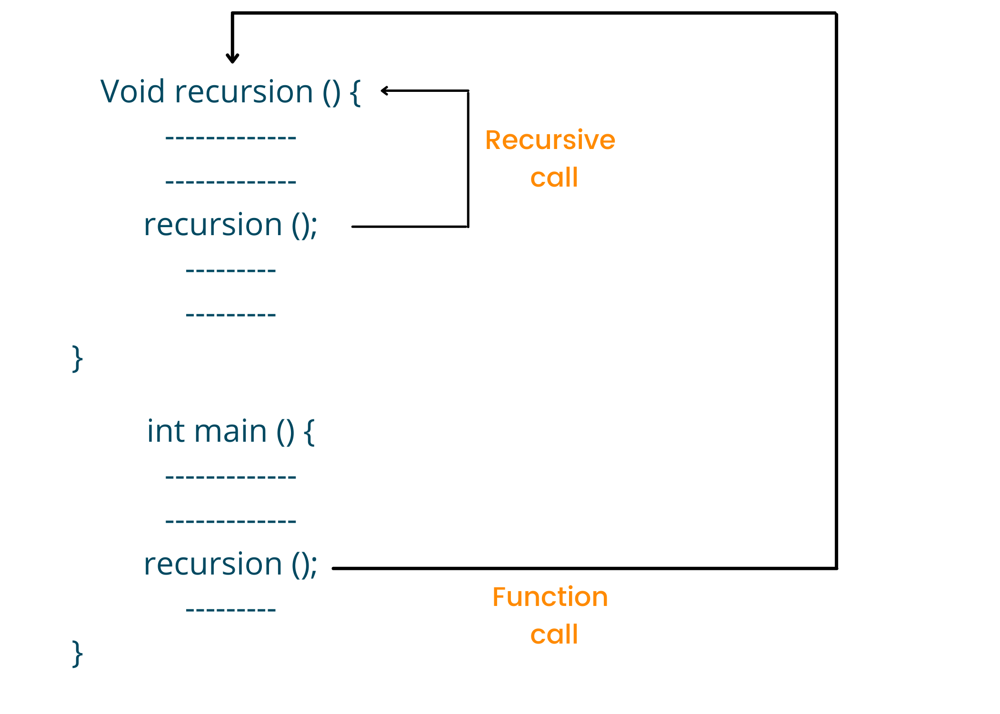 Void recursion () {
-------------
-------------
Recursive
call
recursion ();
---------
---------
}
int main () {
-------------
-------------
recursion ();
Function
call
---------
}